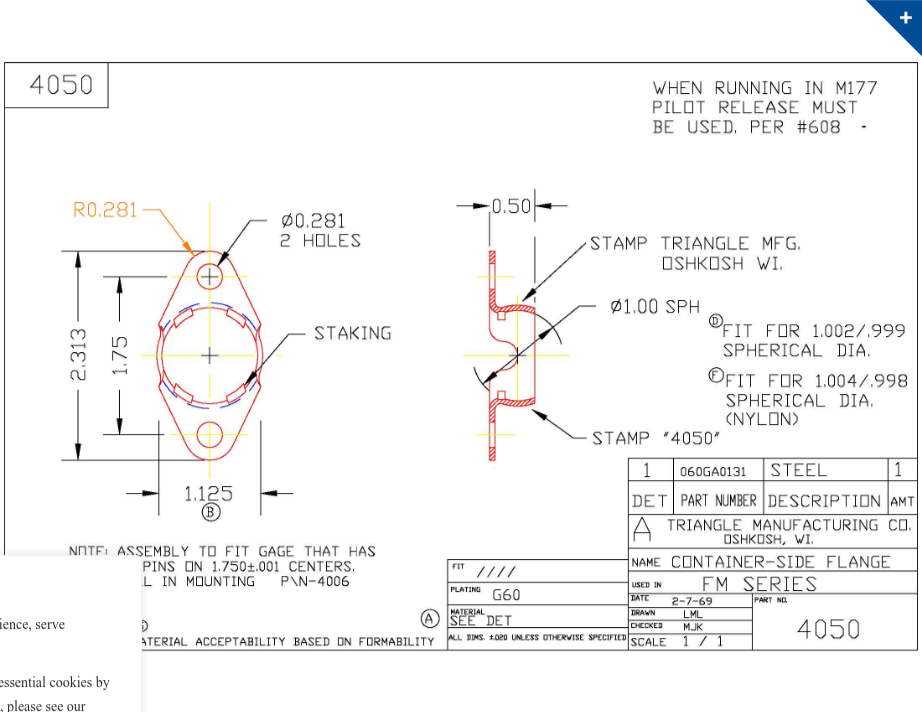 4050
WHEN RUNNING IN M177
PILOT RELEASE MUST
BE USED. PER #608 -
R0.281
Ø0.281
2 HOLES
0.50
STAMP TRIANGLE MFG.
OSHKOSH WI.
Ø1.00 SPH
D
FIT FOR 1.002/.999
SPHERICAL DIA.
F
FIT FOR 1.004/.998
SPHERICAL DIA.
(NYLON)
STAKING
2.313
1.75
STAMP "4050"
1.125
B
NOTE: ASSEMBLY TO FIT GAGE THAT HAS
PINS ON 1.750±.001 CENTERS.
L IN MOUNTING P\N-4006
ATERIAL ACCEPTABILITY BASED ON FORMABILITY
A
1 060GA0131 STEEL 1
DET PART NUMBER DESCRIPTION AMT
A TRIANGLE MANUFACTURING CO.
OSHKOSH, WI.
NAME CONTAINER-SIDE FLANGE
USED IN FM SERIES
DATE 2-7-69
DRAWN LML
CHECKED MJK
SCALE 1 / 1
PART NO.
4050
FIT ////
PLATING G60
MATERIAL
SEE DET
ALL DIMS. ±.020 UNLESS OTHERWISE SPECIFIED
ience, serve
essential cookies by
, please see our